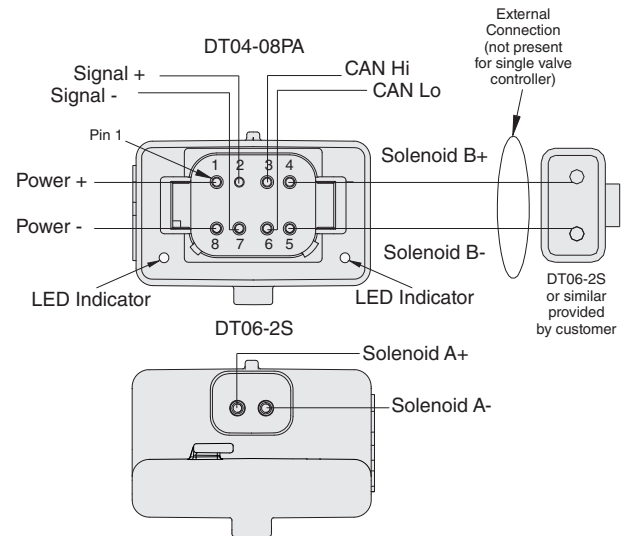 External
Connection
(not present
for single valve
controller)
DT04-08PA
Signal +
Signal -
CAN Hi
CAN Lo
Pin 1
1 2 3 4
Solenoid B+
Power +
Power -
8 7 6 5
Solenoid B-
LED Indicator
LED Indicator
DT06-2S
or similar
provided
by customer
DT06-2S
Solenoid A+
Solenoid A-